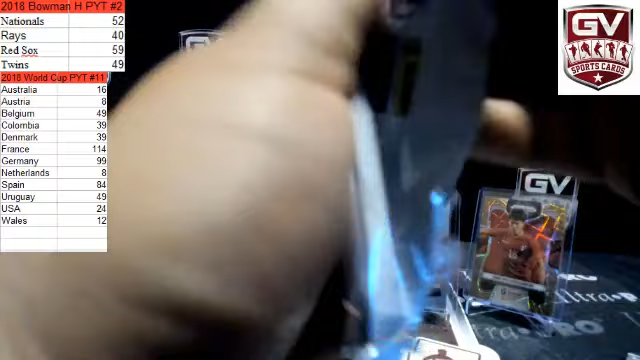 2018 Bowman H PYT #2
Nationals 52
Rays 40
Red Sox 59
Twins 49
2018 World Cup PYT #11
Australia 16
Austria 8
Belgium 49
Colombia 39
Denmark 39
France 114
Germany 99
Netherlands 8
Spain 84
Uruguay 49
USA 24
Wales 12
GV
SPORTS CARDS
GV